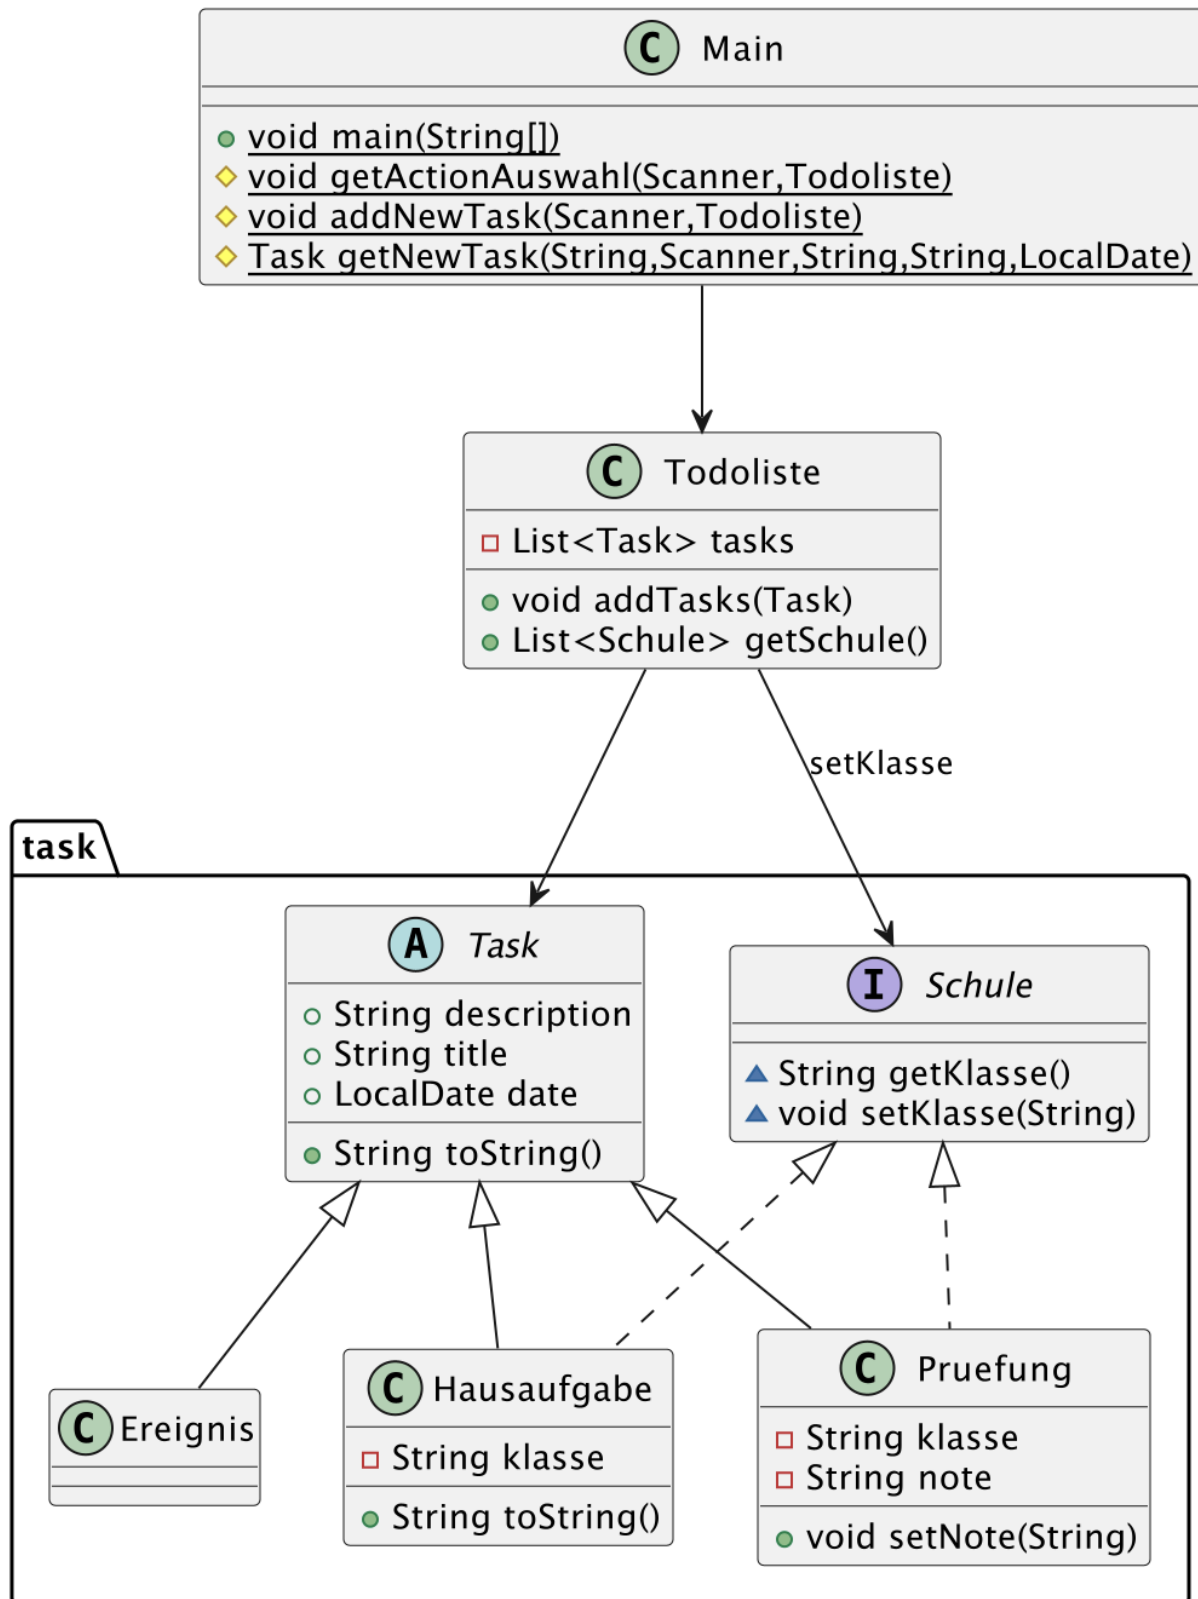 C Main
void main(String[])
void getActionAuswahl(Scanner,Todoliste)
void addNewTask(Scanner,Todoliste)
Task getNewTask(String,Scanner,String,String,LocalDate)
C Todoliste
List<Task> tasks
void addTasks(Task)
List<Schule> getSchule()
setKlasse
task
A Task
String description
String title
LocalDate date
String toString()
I Schule
String getKlasse()
void setKlasse(String)
C Ereignis
C Hausaufgabe
String klasse
String toString()
C Pruefung
String klasse
String note
void setNote(String)